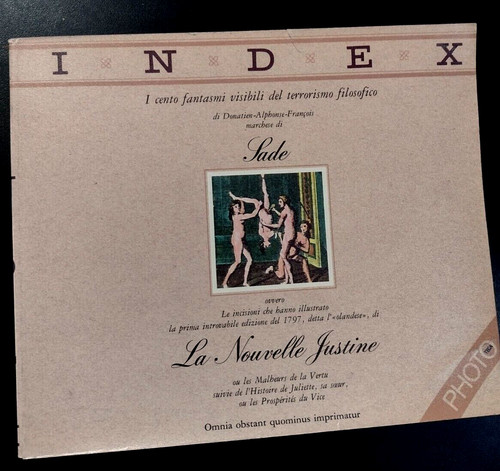 INDEX
I cento fantasmi visibili del terrorismo filosofico
di Donatien-Alphonse-François
marchese di
Sade
ovvero
Le incisioni che hanno illustrato
la prima introvabile edizione del 1797, detta l'«olandese», di
La Nouvelle Justine
ou les Malheurs de la Vertu
suivie de l'Histoire de Juliette, sa sœur,
ou les Prospérités du Vice
Omnia obstant quominus imprimatur
PHOTO